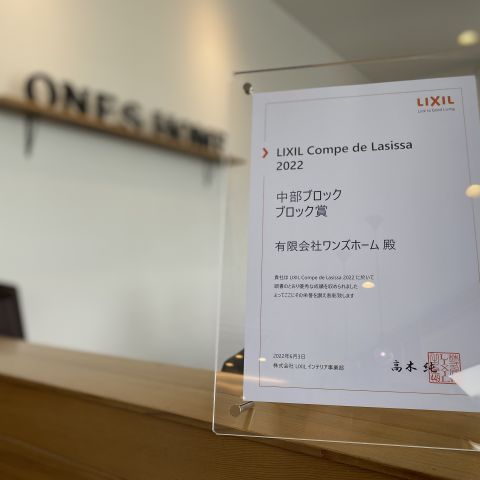 ONES HOME
LIXIL
Link to Good Living
LIXIL Compe de Lasissa
2022
中部ブロック
ブロック賞
有限会社ワンズホーム 殿
貴社は LIXIL Compe de Lasissa 2022 に於いて
頭書のとおり優秀な成績を収められました
よってここにその栄誉を讃え表彰致します
2022年6月3日
株式会社 LIXIL インテリア事業部
高木 純